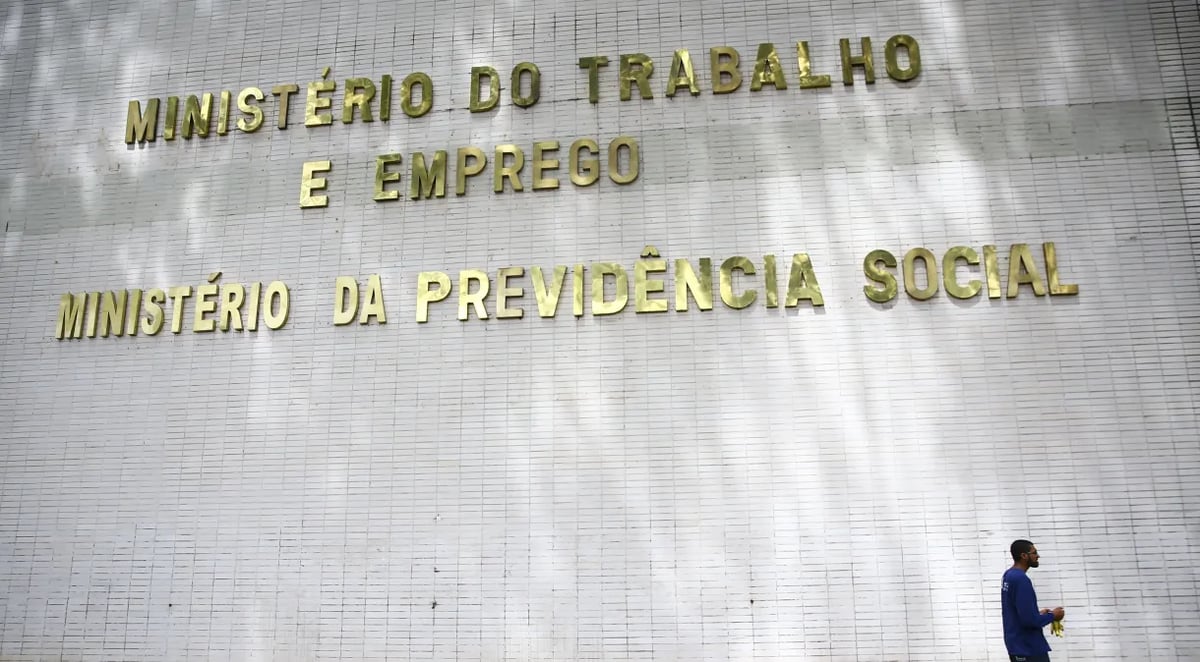 MINISTÉRIO DO TRABALHO
E EMPREGO
MINISTÉRIO DA PREVIDÊNCIA SOCIAL